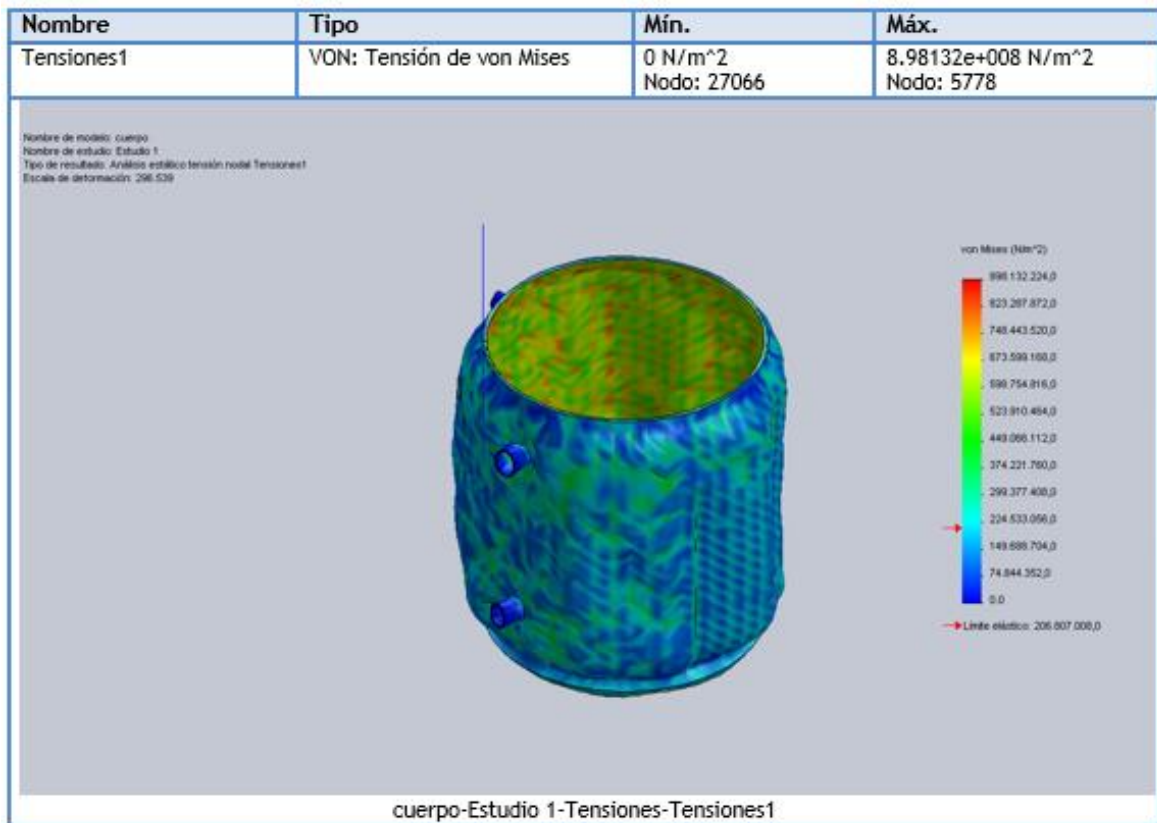 Nombre Tipo Mín. Máx.
Tensiones1 VON: Tensión de von Mises 0 N/m^2 8.98132e+008 N/m^2
Nodo: 27066 Nodo: 5778
Nombre de modelo: cuerpo
Nombre de estudio: Estudio 1
Tipo de resultado: Análisis estático tensión nodal Tensiones1
Escala de deformación: 296.539
von Mises (N/m^2)
898.132.224,0
823.287.872,0
748.443.520,0
673.599.168,0
598.754.816,0
523.910.464,0
449.066.112,0
374.221.760,0
299.377.408,0
224.533.056,0
149.688.704,0
74.844.352,0
0.0
Límite elástico: 206.807.008,0
cuerpo-Estudio 1-Tensiones-Tensiones1